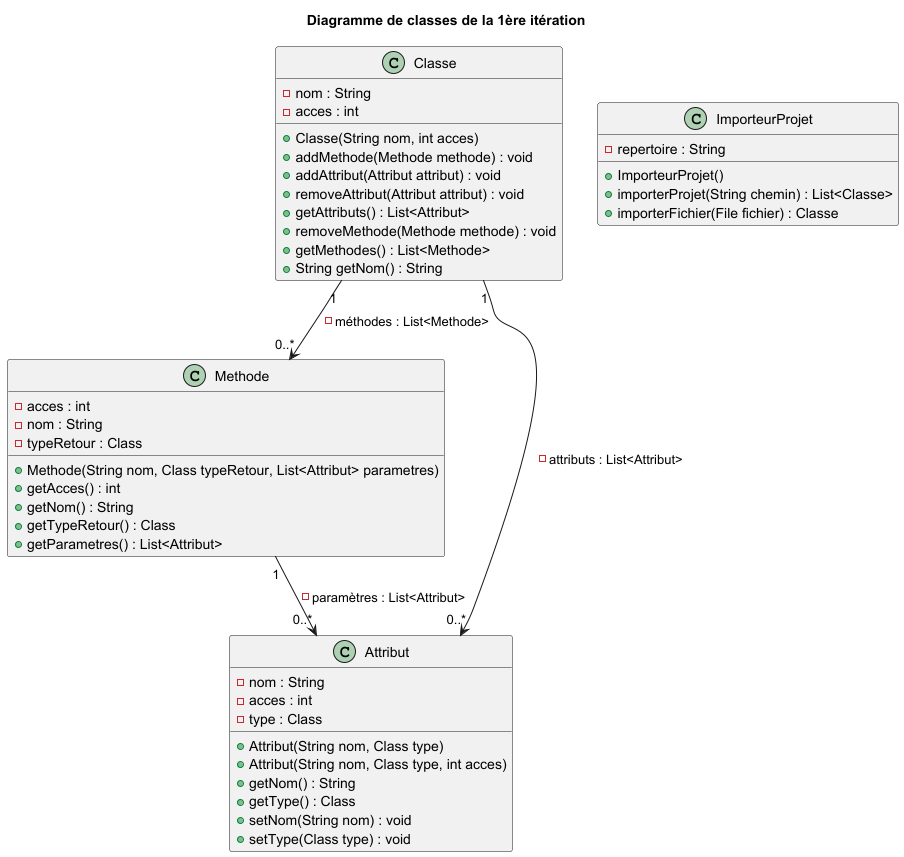 Diagramme de classes de la 1ère itération
C Classe
nom : String
acces : int
Classe(String nom, int acces)
addMethode(Methode methode) : void
addAttribut(Attribut attribut) : void
removeAttribut(Attribut attribut) : void
getAttributs() : List<Attribut>
removeMethode(Methode methode) : void
getMethodes() : List<Methode>
String getNom() : String
C ImporteurProjet
repertoire : String
ImporteurProjet()
importerProjet(String chemin) : List<Classe>
importerFichier(File fichier) : Classe
1
1
méthodes : List<Methode>
0..*
C Methode
acces : int
nom : String
typeRetour : Class
Methode(String nom, Class typeRetour, List<Attribut> parametres)
getAcces() : int
getNom() : String
getTypeRetour() : Class
getParametres() : List<Attribut>
attributs : List<Attribut>
1
paramètres : List<Attribut>
0..*
0..*
C Attribut
nom : String
acces : int
type : Class
Attribut(String nom, Class type)
Attribut(String nom, Class type, int acces)
getNom() : String
getType() : Class
setNom(String nom) : void
setType(Class type) : void